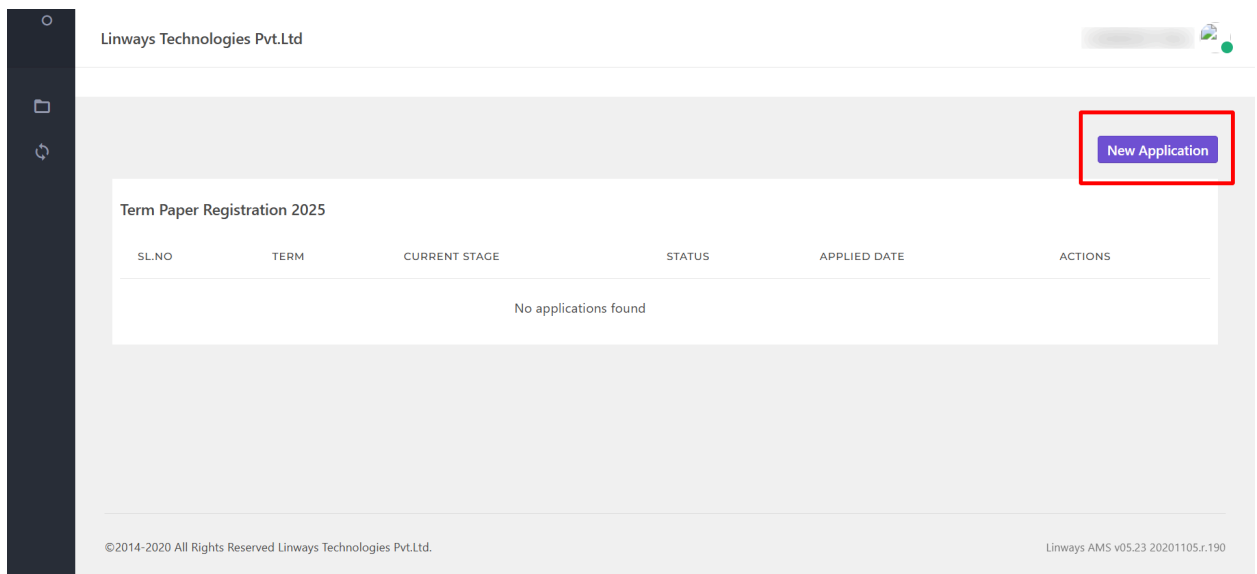 Linways Technologies Pvt.Ltd
New Application
Term Paper Registration 2025
SL.NO TERM CURRENT STAGE STATUS APPLIED DATE ACTIONS
No applications found
©2014-2020 All Rights Reserved Linways Technologies Pvt.Ltd. Linways AMS v05.23 20201105.r.190